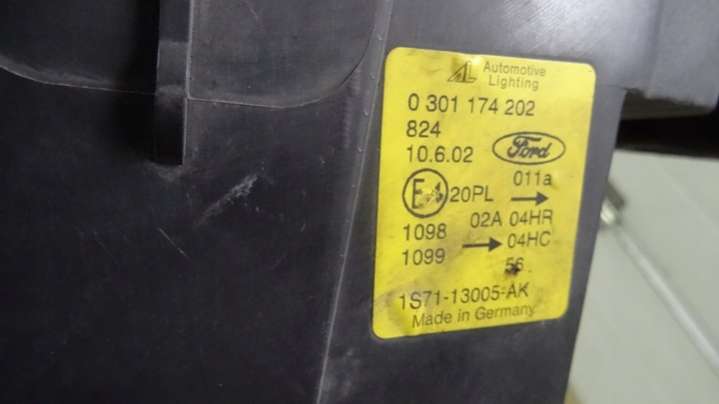 AL Automotive
Lighting
0 301 174 202
824
10.6.02 Ford
011a
20PL →
02A 04HR
1098 → 04HC
1099
56
1S71-13005-AK
Made in Germany